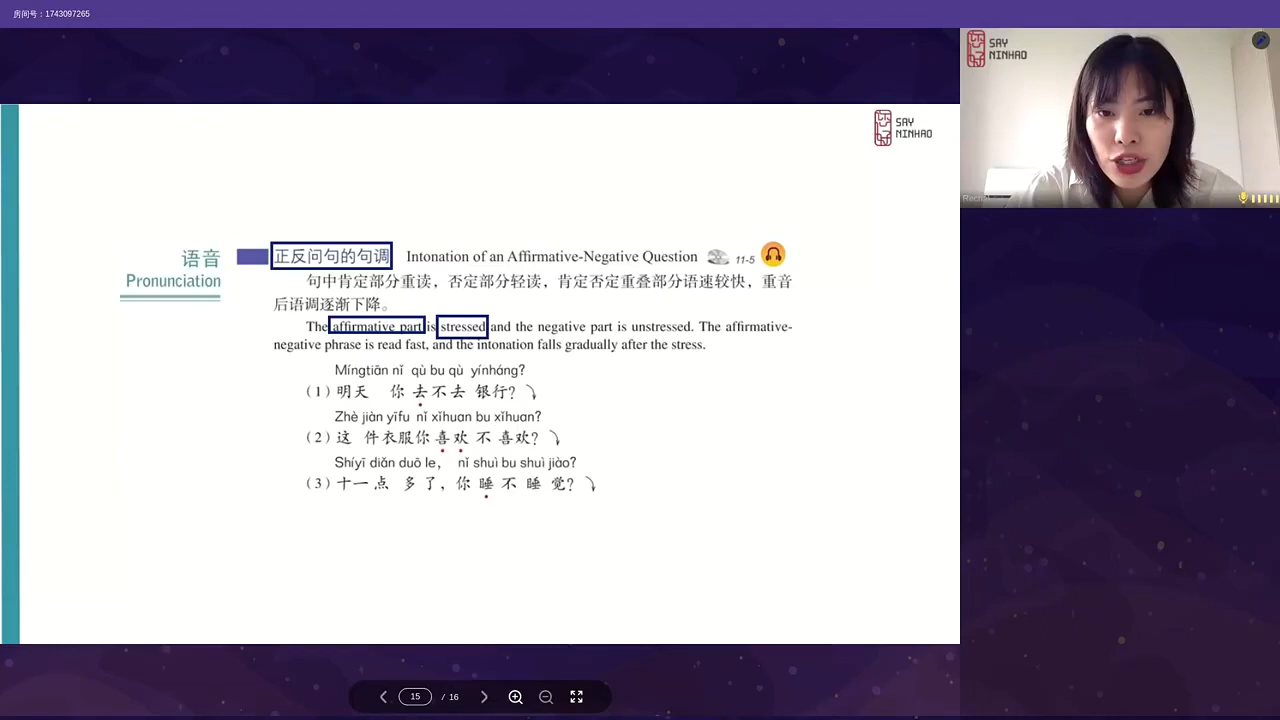 房间号：1743097265
SAY
NINHAO
SAY
NINHAO
语音
Pronunciation
正反问句的句调 Intonation of an Affirmative-Negative Question 11-5
句中肯定部分重读，否定部分轻读，肯定否定重叠部分语速较快，重音
后语调逐渐下降。
The affirmative part is stressed and the negative part is unstressed. The affirmative-
negative phrase is read fast, and the intonation falls gradually after the stress.
Míngtiān nǐ qù bu qù yínháng?
（1）明天 你 去不去 银行？
Zhè jiàn yīfu nǐ xǐhuan bu xǐhuan?
（2）这 件衣服你 喜欢 不 喜欢？
Shíyī diǎn duō le, nǐ shuì bu shuì jiào?
（3）十一点 多 了，你 睡 不 睡 觉？
15 / 16